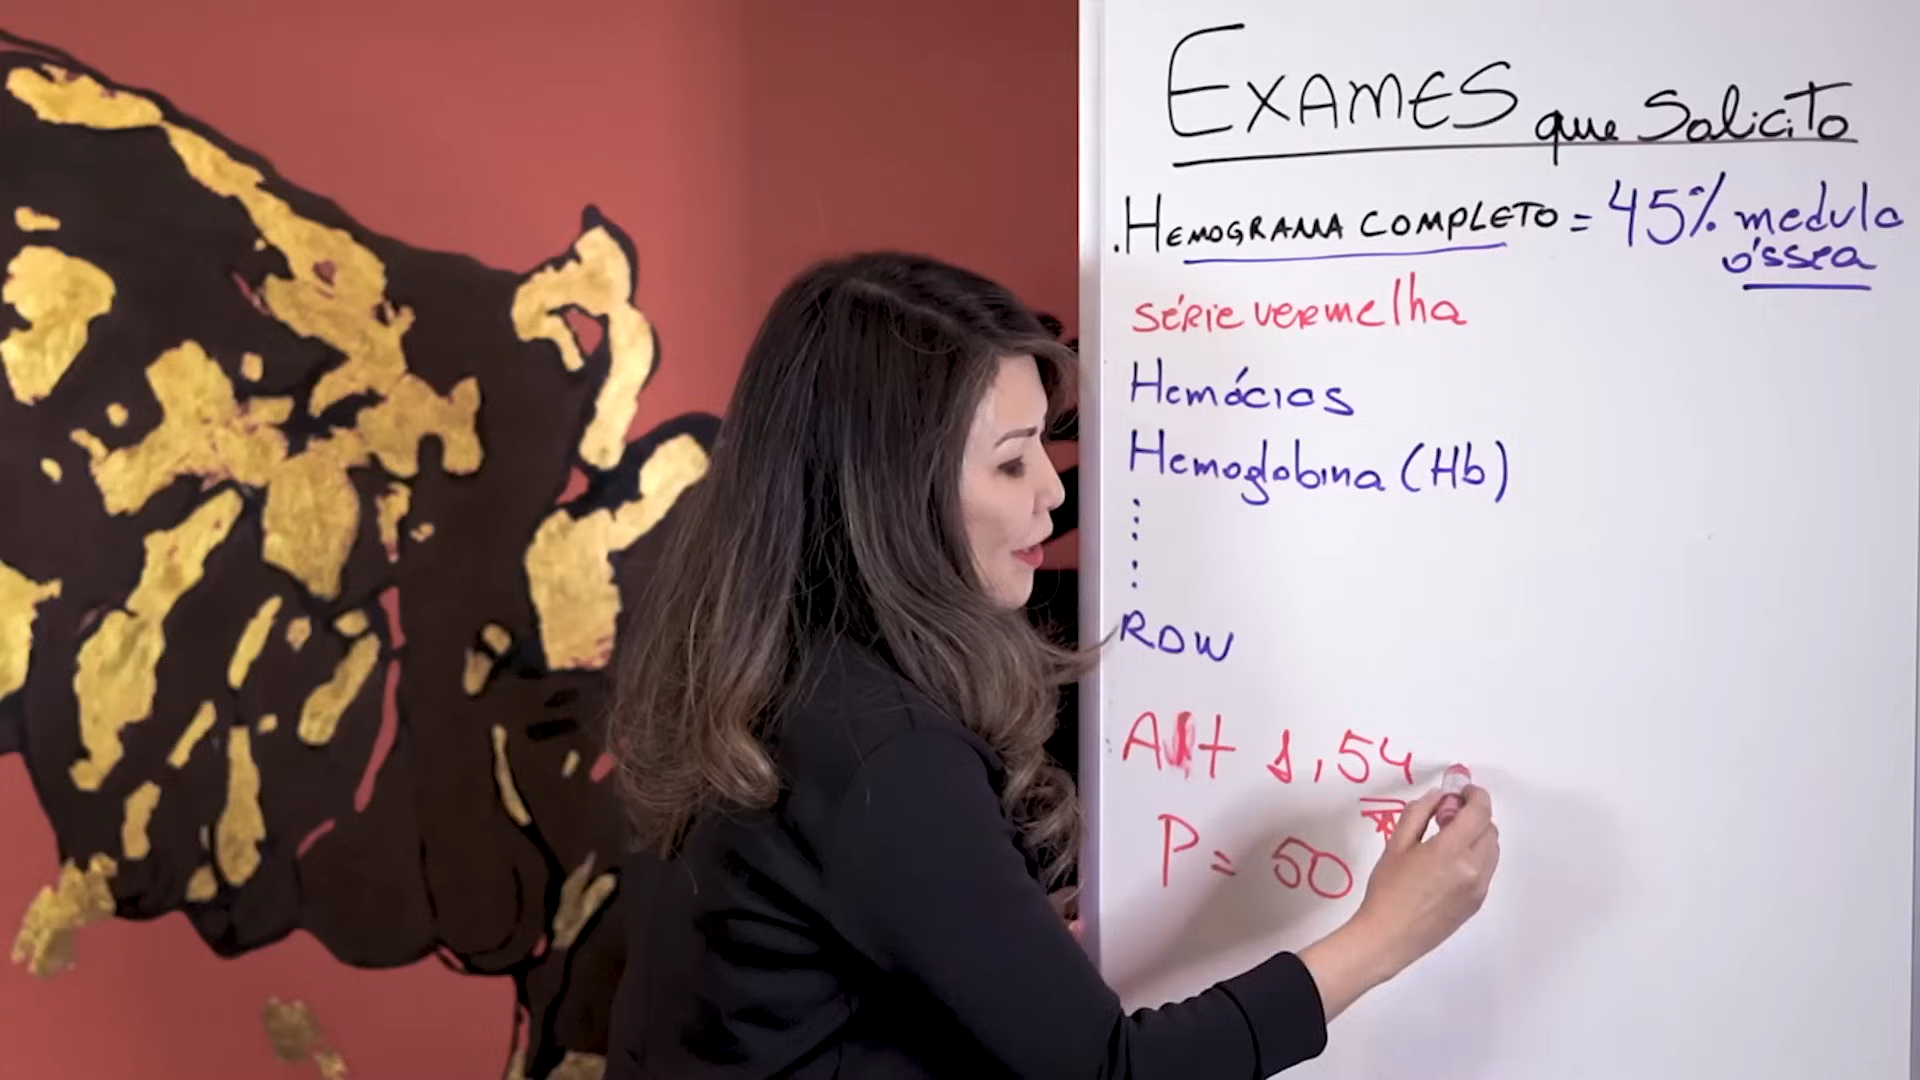 EXAMES que Solicito
. HEMOGRAMA COMPLETO = 45% medula
óssea
SÉRIE vermelha
Hemácias
Hemoglobina (Hb)
RDW
Alt 1,54
P = 50